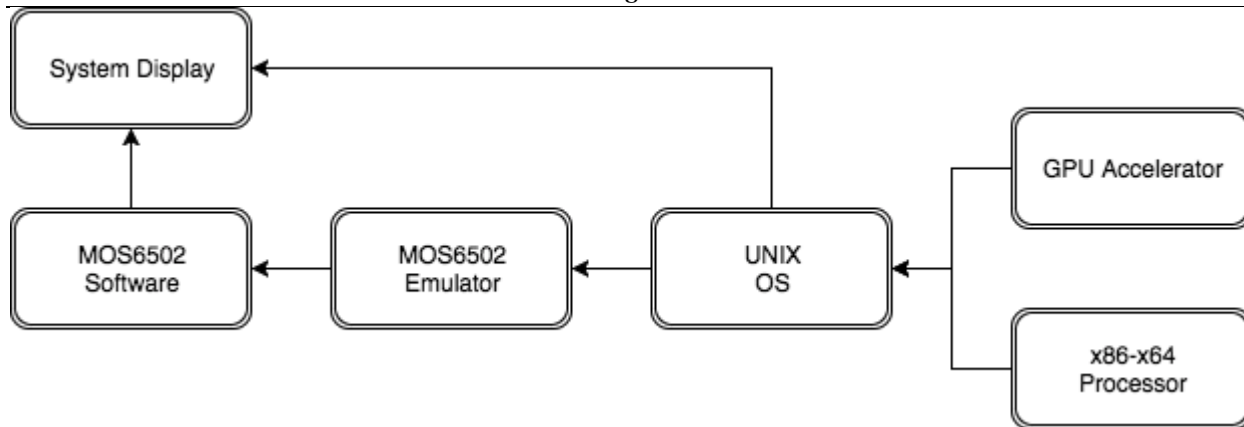 System Display
GPU Accelerator
MOS6502
Software
MOS6502
Emulator
UNIX
OS
x86-x64
Processor